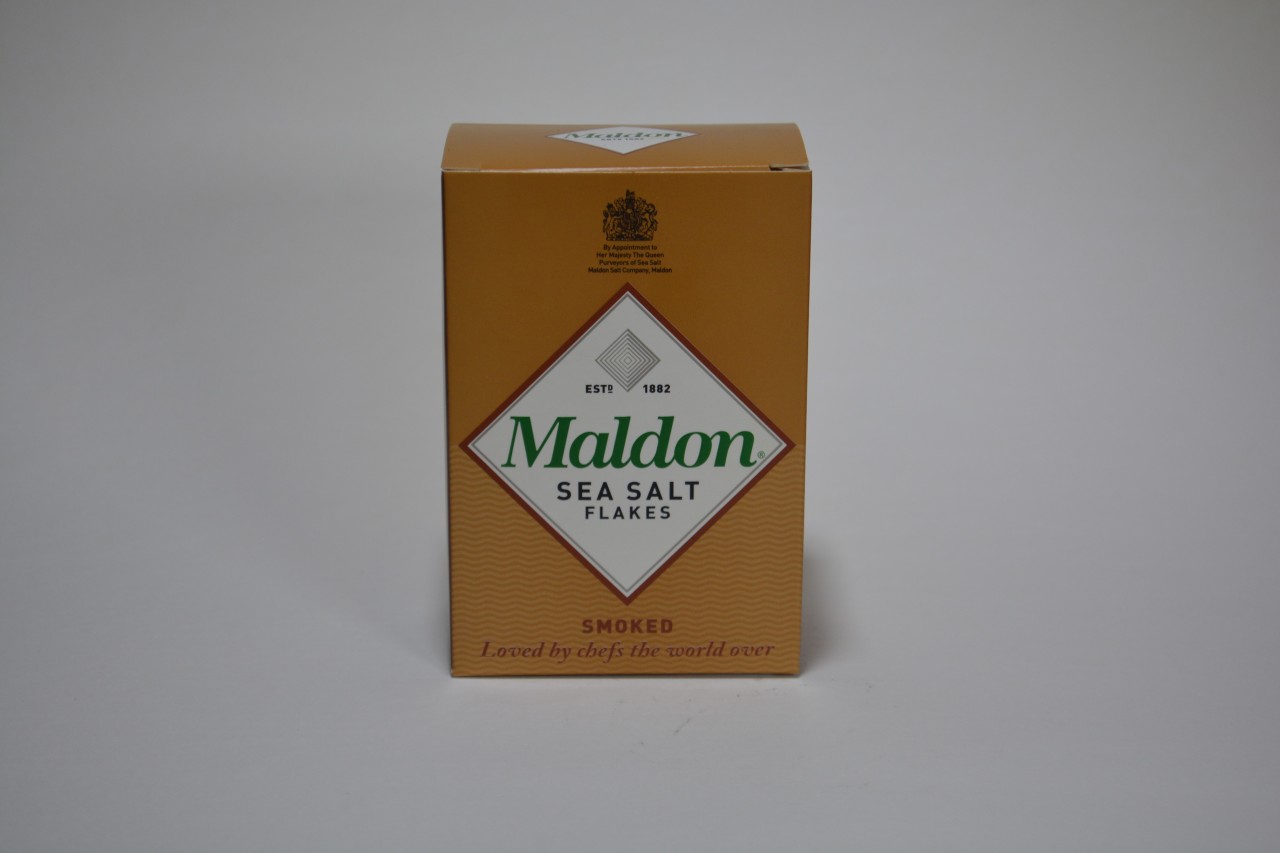 Maldon
By Appointment to
Her Majesty The Queen
Purveyors of Sea Salt
Maldon Salt Company, Maldon
ESTD 1882
Maldon®
SEA SALT
FLAKES
SMOKED
Loved by chefs the world over